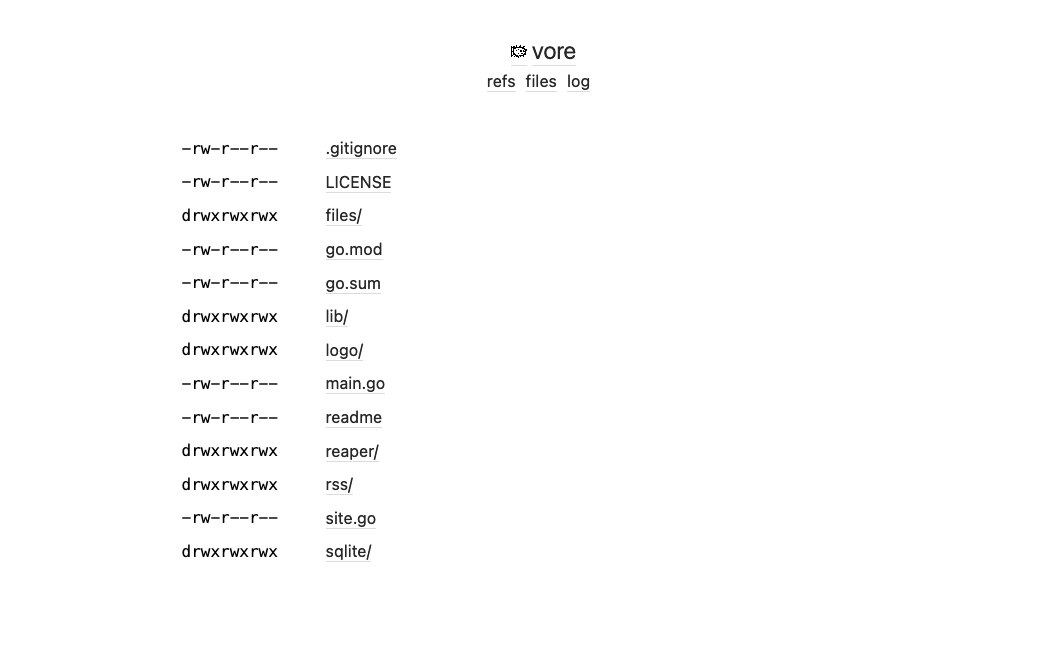 vore
refs files log
-rw-r--r-- .gitignore
-rw-r--r-- LICENSE
drwxrwxrwx files/
-rw-r--r-- go.mod
-rw-r--r-- go.sum
drwxrwxrwx lib/
drwxrwxrwx logo/
-rw-r--r-- main.go
-rw-r--r-- readme
drwxrwxrwx reaper/
drwxrwxrwx rss/
-rw-r--r-- site.go
drwxrwxrwx sqlite/